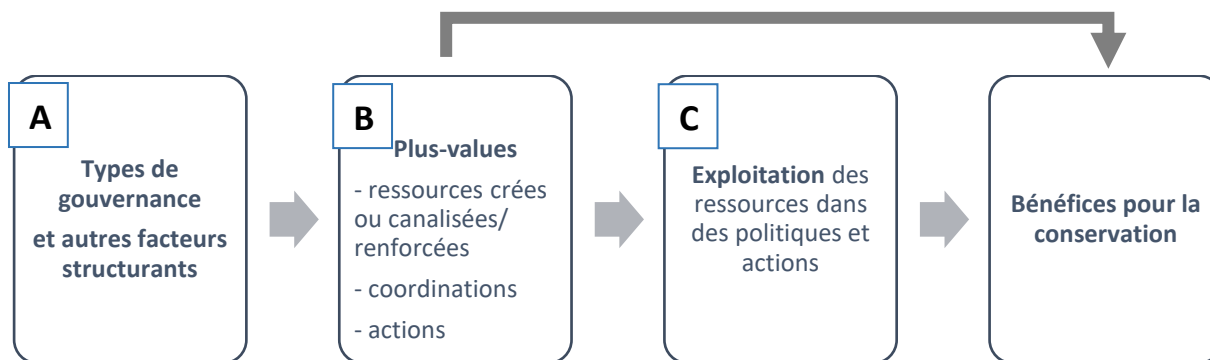 A
Types de
gouvernance
et autres facteurs
structurants
B
Plus-values
- ressources crées
ou canalisées/
renforcées
- coordinations
- actions
C
Exploitation des
ressources dans
des politiques et
actions
Bénéfices pour la
conservation